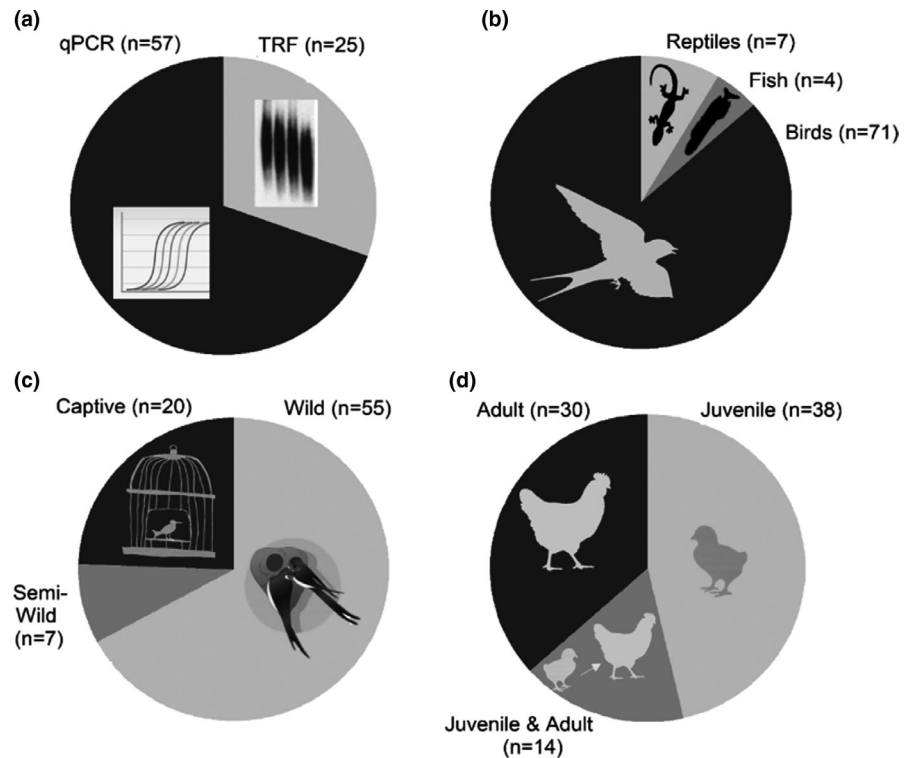 (a)
qPCR (n=57)
TRF (n=25)
(b)
Reptiles (n=7)
Fish (n=4)
Birds (n=71)
(c)
Captive (n=20)
Wild (n=55)
Semi-
Wild
(n=7)
(d)
Adult (n=30)
Juvenile (n=38)
Juvenile & Adult
(n=14)